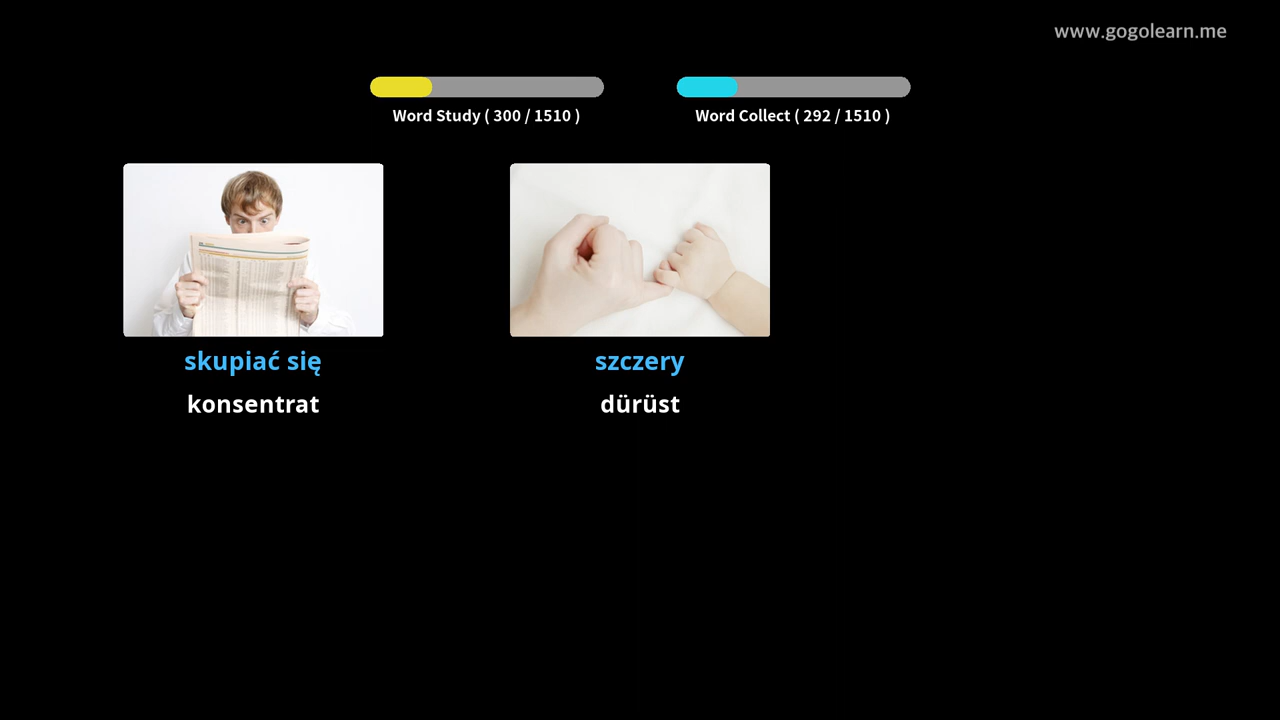 www.gogolearn.me
Word Study ( 300 / 1510 )
Word Collect ( 292 / 1510 )
skupiać się
szczery
konsentrat
dürüst